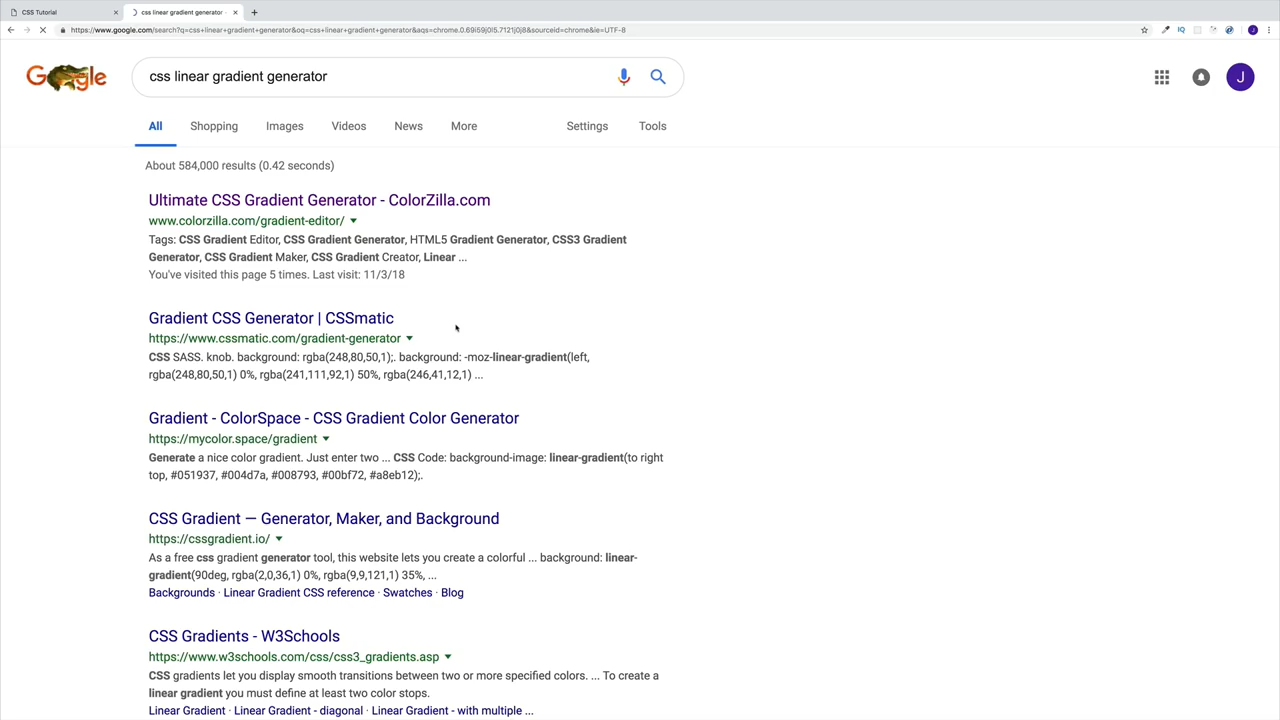 CSS Tutorial
css linear gradient generator -
https://www.google.com/search?q=css+linear+gradient+generator&oq=css+linear+gradient+generator&aqs=chrome.0.69i59j0l5.7121j0j8&sourceid=chrome&ie=UTF-8
Google
css linear gradient generator
J
All Shopping Images Videos News More Settings Tools
About 584,000 results (0.42 seconds)
Ultimate CSS Gradient Generator - ColorZilla.com
www.colorzilla.com/gradient-editor/
Tags: CSS Gradient Editor, CSS Gradient Generator, HTML5 Gradient Generator, CSS3 Gradient
Generator, CSS Gradient Maker, CSS Gradient Creator, Linear ...
You've visited this page 5 times. Last visit: 11/3/18
Gradient CSS Generator | CSSmatic
https://www.cssmatic.com/gradient-generator
CSS SASS. knob. background: rgba(248,80,50,1);. background: -moz-linear-gradient(left,
rgba(248,80,50,1) 0%, rgba(241,111,92,1) 50%, rgba(246,41,12,1) ...
Gradient - ColorSpace - CSS Gradient Color Generator
https://mycolor.space/gradient
Generate a nice color gradient. Just enter two ... CSS Code: background-image: linear-gradient(to right
top, #051937, #004d7a, #008793, #00bf72, #a8eb12);.
CSS Gradient — Generator, Maker, and Background
https://cssgradient.io/
As a free css gradient generator tool, this website lets you create a colorful ... background: linear-
gradient(90deg, rgba(2,0,36,1) 0%, rgba(9,9,121,1) 35%, ...
Backgrounds · Linear Gradient CSS reference · Swatches · Blog
CSS Gradients - W3Schools
https://www.w3schools.com/css/css3_gradients.asp
CSS gradients let you display smooth transitions between two or more specified colors. ... To create a
linear gradient you must define at least two color stops.
Linear Gradient · Linear Gradient - diagonal · Linear Gradient - with multiple ...